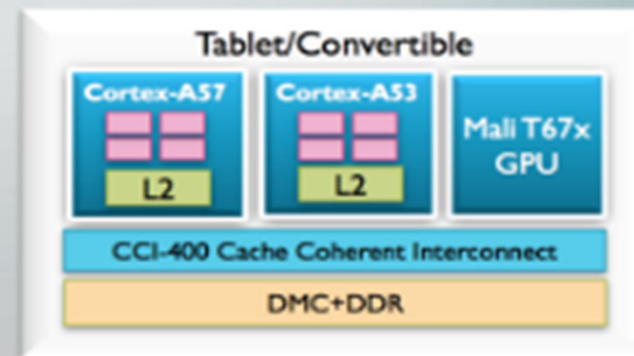 Tablet/Convertible
Cortex-A57
L2
Cortex-A53
L2
Mali T67x
GPU
CCI-400 Cache Coherent Interconnect
DMC+DDR